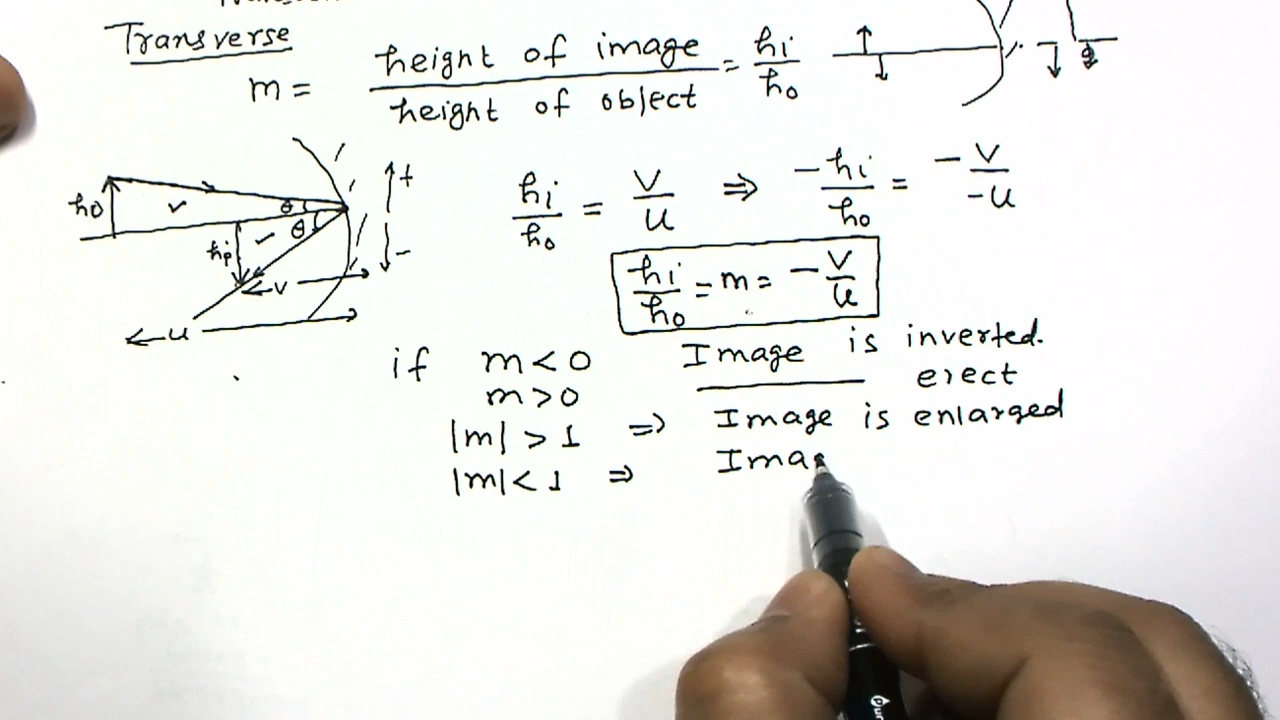 Transverse
m = height of image / height of object = hi / ho
ho
θ
θ
hi
+
-
v
u
hi / ho = v / u ⇒ -hi / ho = -v / -u
hi / ho = m = - v / u
if m < 0 Image is inverted.
m > 0 erect
|m| > 1 ⇒ Image is enlarged
|m| < 1 ⇒ Imag